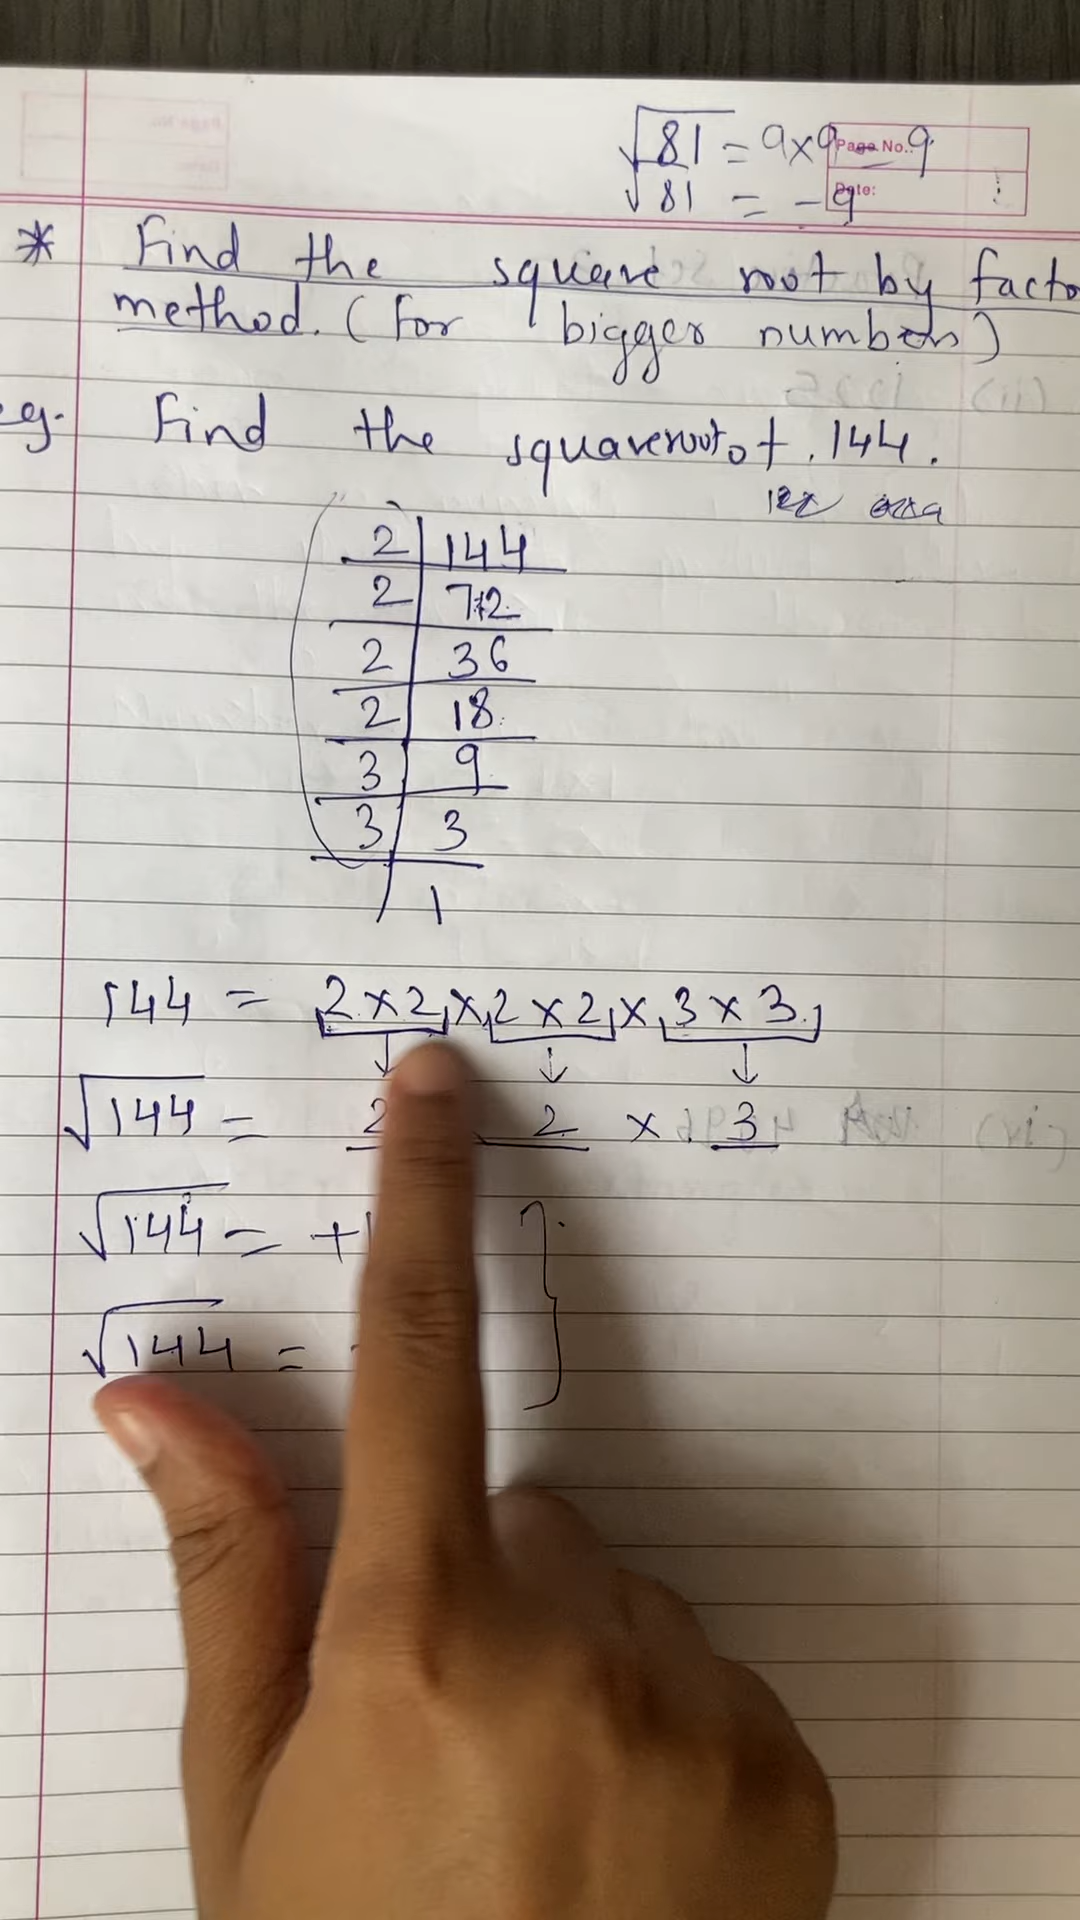 √81 = 9×9 = 9
Page No.:
√81 = -9
Date:
* Find the square root by facto
method. (For bigger numbers)
eg. Find the squareroot of 144.
2 | 144
2 | 72
2 | 36
2 | 18
3 | 9
3 | 3
1
144 = 2×2×2×2×3×3
√144 = 2 2 × 3
√144 = +1
√144 = -